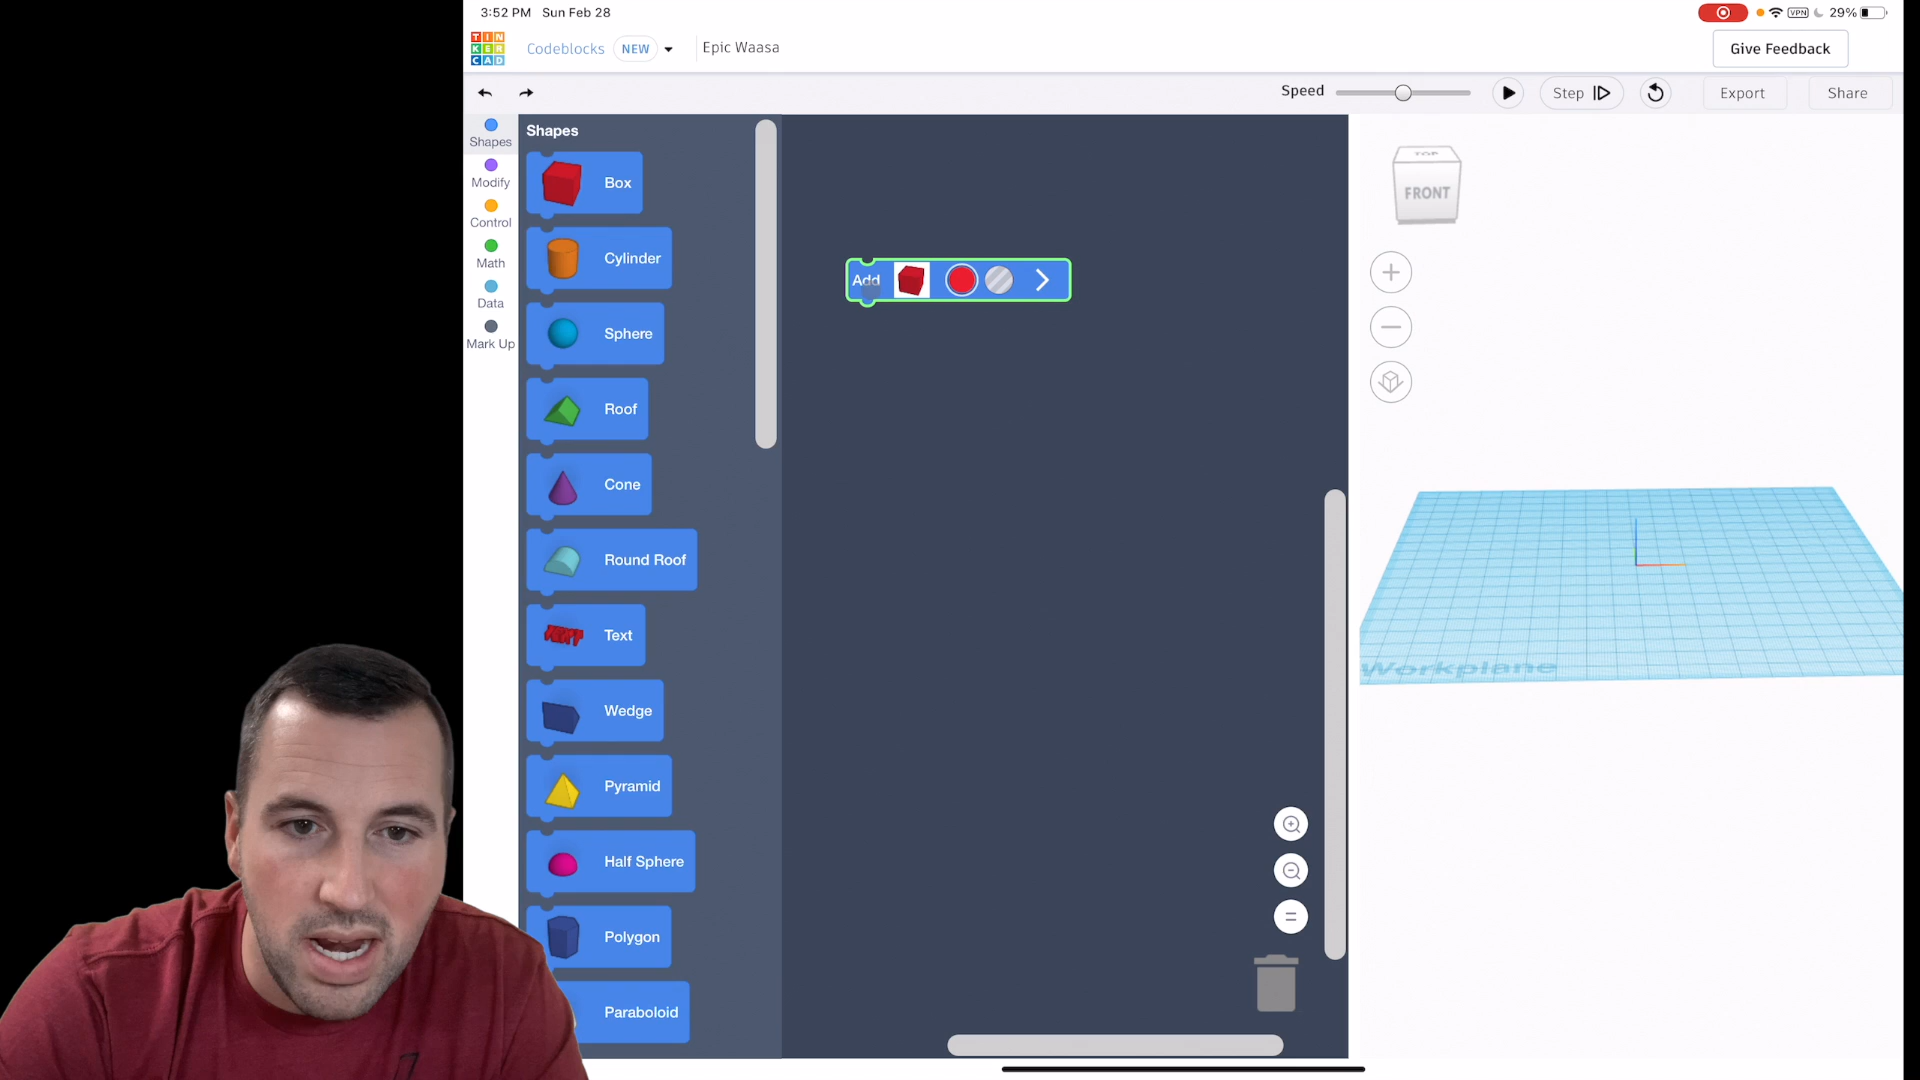 3:52 PM Sun Feb 28
VPN 29%
TIN
KER
CAD
Codeblocks NEW Epic Waasa
Give Feedback
Speed
Step
Export
Share
Shapes
Modify
Control
Math
Data
Mark Up
Shapes
Box
Cylinder
Sphere
Roof
Cone
Round Roof
Text
Wedge
Pyramid
Half Sphere
Polygon
Paraboloid
Add
TOP
FRONT
Workplane